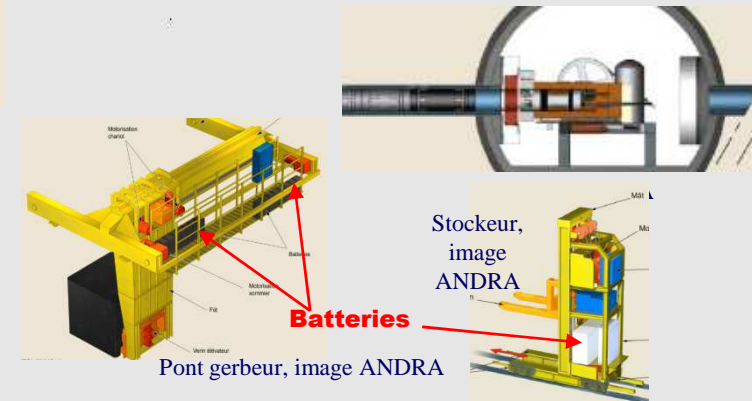 Motorisation
chariot
Batteries
Motorisation
sommier
Fût
Vérin élévateur
Batteries
Pont gerbeur, image ANDRA
Stockeur,
image
ANDRA
Mât